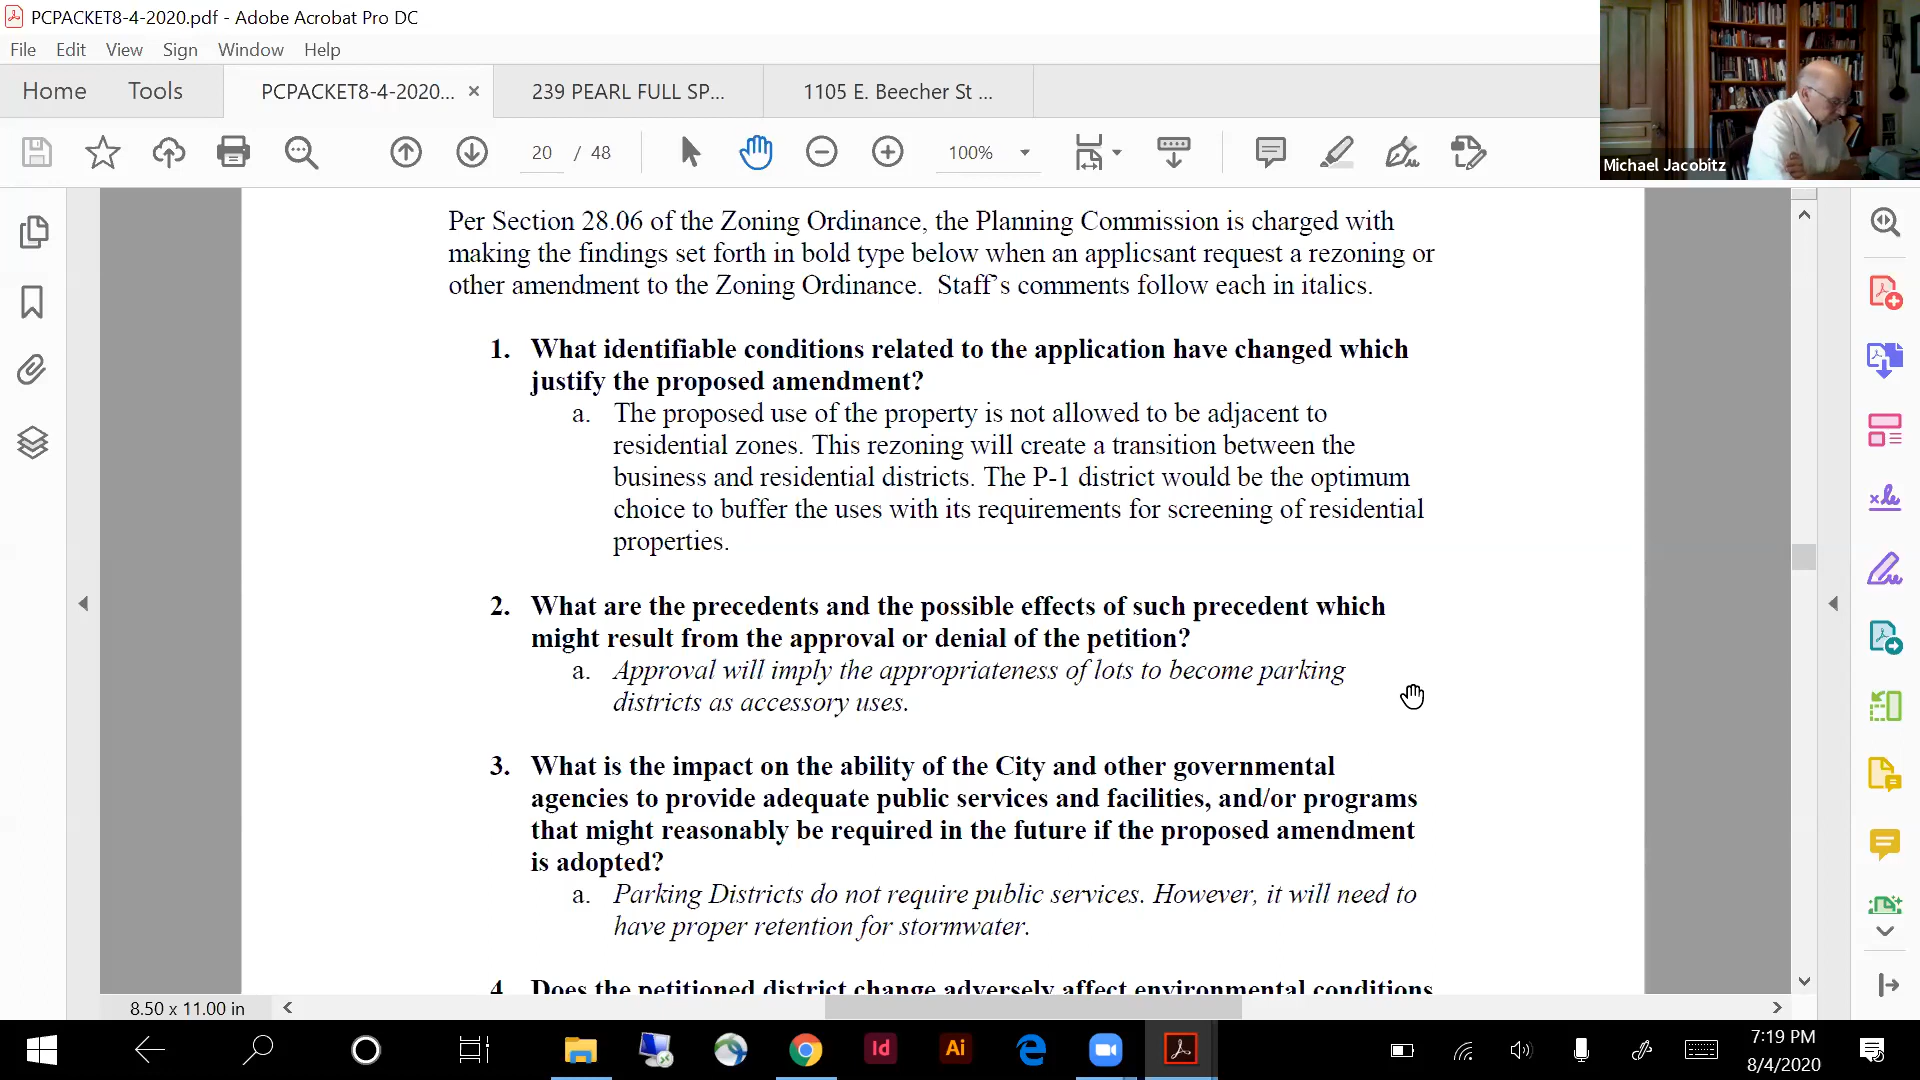 PCPACKET8-4-2020.pdf - Adobe Acrobat Pro DC
File Edit View Sign Window Help
Home Tools PCPACKET8-4-2020... × 239 PEARL FULL SP... 1105 E. Beecher St ...
20 / 48 100%
Michael Jacobitz
Per Section 28.06 of the Zoning Ordinance, the Planning Commission is charged with
making the findings set forth in bold type below when an applicsant request a rezoning or
other amendment to the Zoning Ordinance. Staff's comments follow each in italics.
1. What identifiable conditions related to the application have changed which
justify the proposed amendment?
a. The proposed use of the property is not allowed to be adjacent to
residential zones. This rezoning will create a transition between the
business and residential districts. The P-1 district would be the optimum
choice to buffer the uses with its requirements for screening of residential
properties.
2. What are the precedents and the possible effects of such precedent which
might result from the approval or denial of the petition?
a. Approval will imply the appropriateness of lots to become parking
districts as accessory uses.
3. What is the impact on the ability of the City and other governmental
agencies to provide adequate public services and facilities, and/or programs
that might reasonably be required in the future if the proposed amendment
is adopted?
a. Parking Districts do not require public services. However, it will need to
have proper retention for stormwater.
4. Does the petitioned district change adversely affect environmental conditions
8.50 x 11.00 in
Id Ai
7:19 PM
8/4/2020